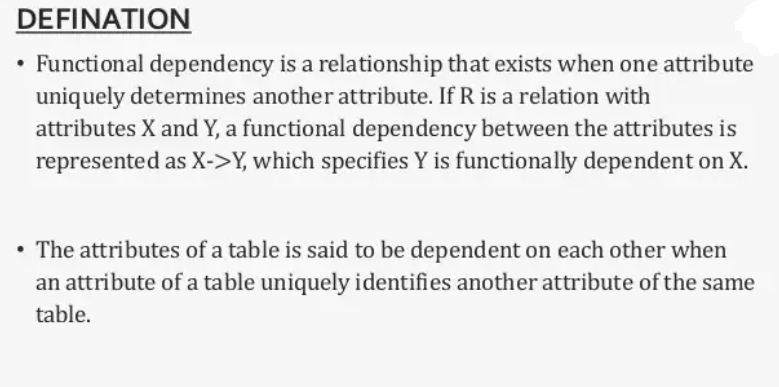 DEFINATION
• Functional dependency is a relationship that exists when one attribute
uniquely determines another attribute. If R is a relation with
attributes X and Y, a functional dependency between the attributes is
represented as X->Y, which specifies Y is functionally dependent on X.
• The attributes of a table is said to be dependent on each other when
an attribute of a table uniquely identifies another attribute of the same
table.